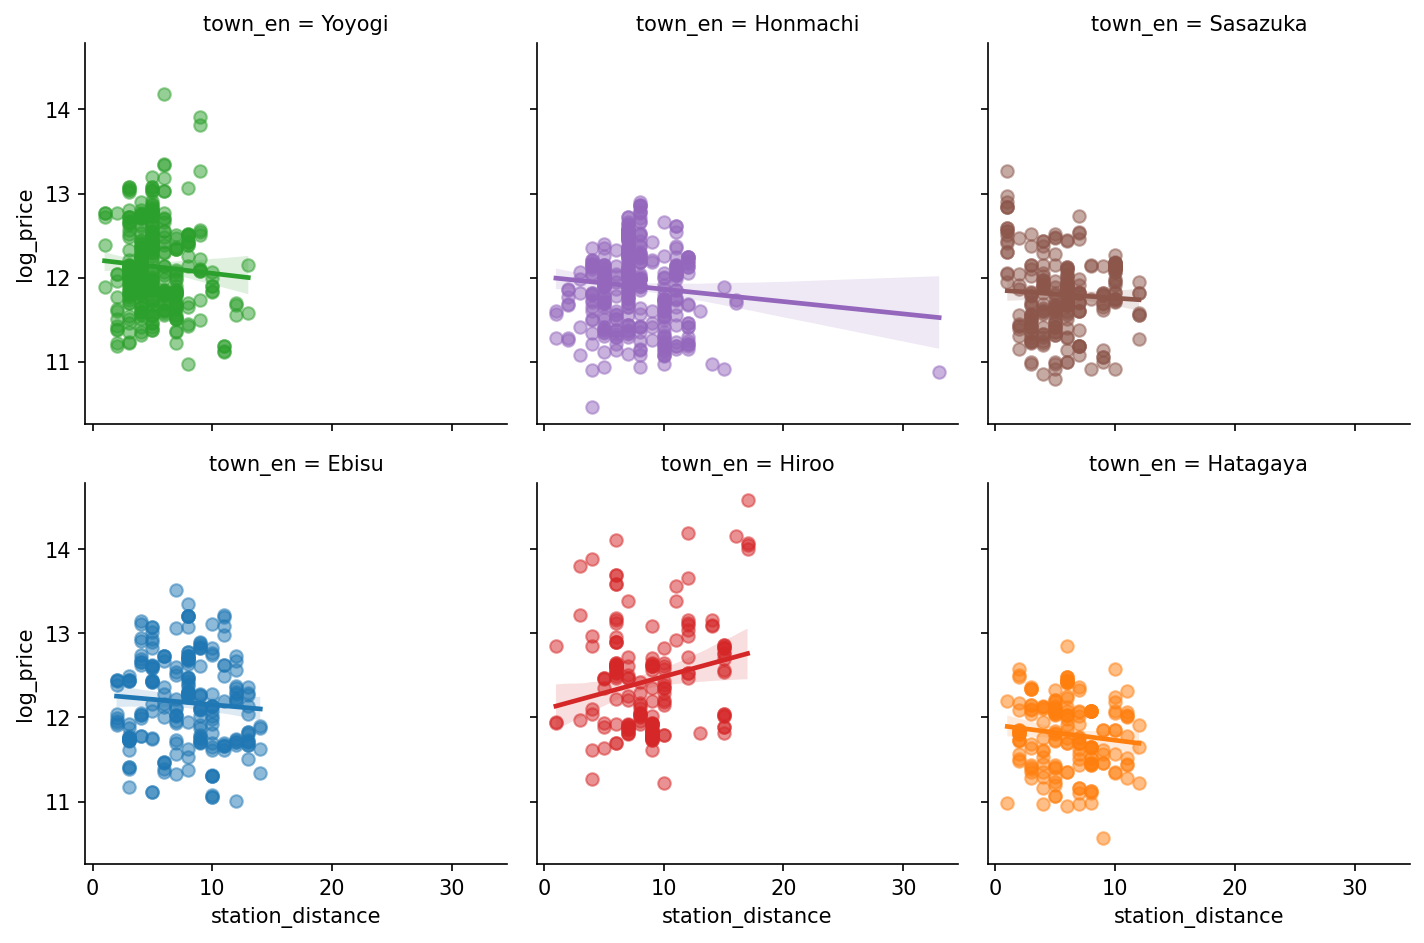 town_en = Yoyogi
town_en = Honmachi
town_en = Sasazuka
log_price
14
13
12
11
town_en = Ebisu
town_en = Hiroo
town_en = Hatagaya
log_price
14
13
12
11
0 10 20 30
0 10 20 30
0 10 20 30
station_distance
station_distance
station_distance